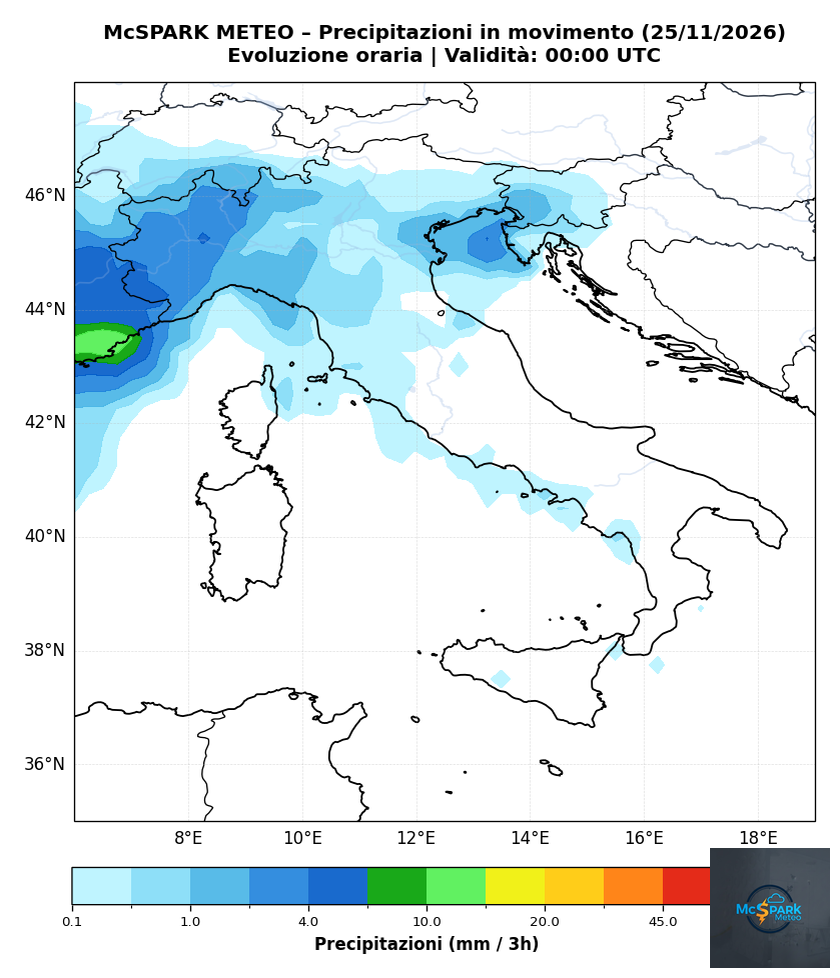 McSPARK METEO – Precipitazioni in movimento (25/11/2026)
Evoluzione oraria | Validità: 00:00 UTC
46°N
44°N
42°N
40°N
38°N
36°N
8°E 10°E 12°E 14°E 16°E 18°E
0.1 1.0 4.0 10.0 20.0 45.0
Precipitazioni (mm / 3h)
McSPARK
Meteo